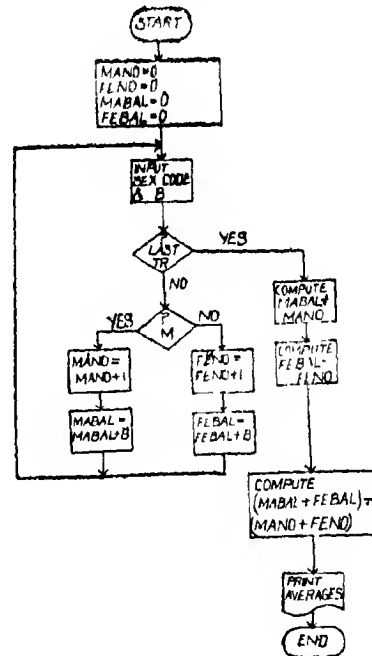 START
MANO=0
FENO=0
MABAL=0
FEBAL=0
INPUT
SEX CODE
& B
LAST
TR
YES
NO
YES
M
NO
MANO=
MANO+1
FENO=
FENO+1
MABAL=
MABAL+B
FEBAL=
FEBAL+B
COMPUTE
MABAL÷
MANO
COMPUTE
FEBAL÷
FENO
COMPUTE
(MABAL+FEBAL)÷
(MANO+FENO)
PRINT
AVERAGES
END